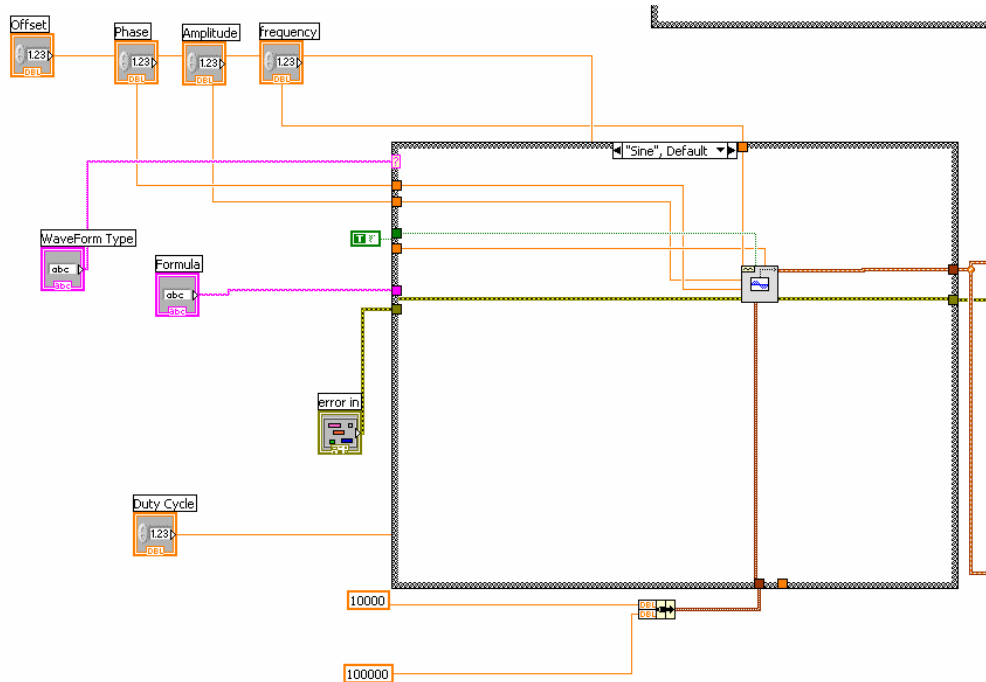 Offset
Phase
Amplitude
frequency
1.23
DBL
1.23
DBL
1.23
DBL
1.23
DBL
"Sine", Default
?
WaveForm Type
abc
abc
T
Formula
abc
abc
error in
Duty Cycle
1.23
DBL
10000
DBL
DBL
100000